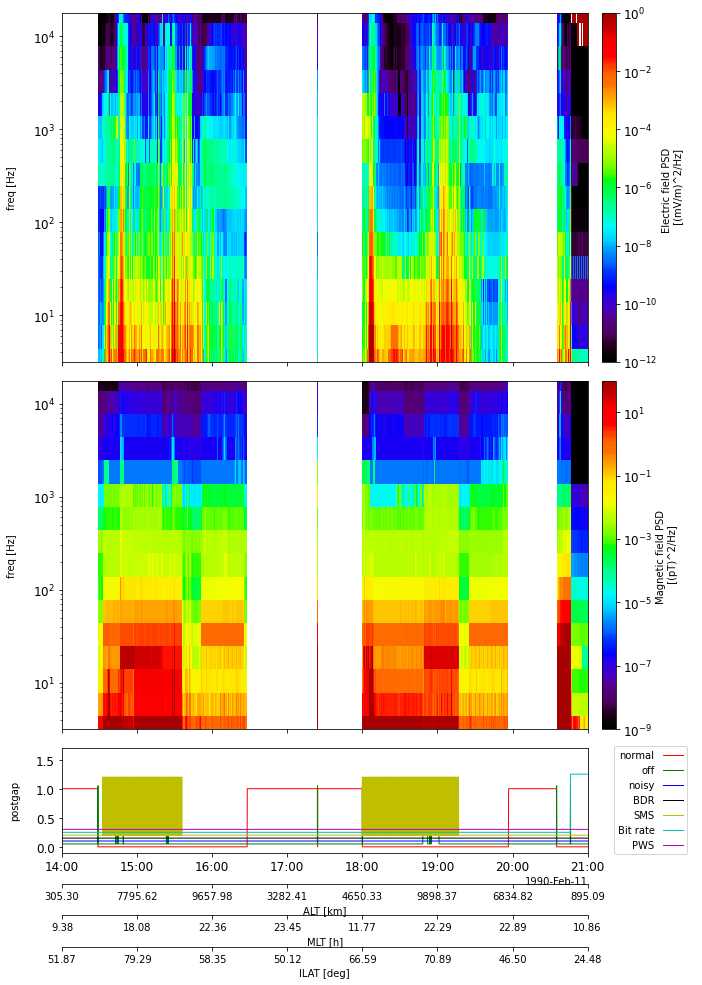 10^4
10^3
10^2
10^1
freq [Hz]
10^0
10^−2
10^−4
10^−6
10^−8
10^−10
10^−12
Electric field PSD
[(mV/m)^2/Hz]
10^4
10^3
10^2
10^1
freq [Hz]
10^1
10^−1
10^−3
10^−5
10^−7
10^−9
Magnetic field PSD
[(pT)^2/Hz]
1.5
1.0
0.5
0.0
postgap
normal
off
noisy
BDR
SMS
Bit rate
PWS
14:00 15:00 16:00 17:00 18:00 19:00 20:00 21:00
1990-Feb-11
305.30 7795.62 9657.98 3282.41 4650.33 9898.37 6834.82 895.09
ALT [km]
9.38 18.08 22.36 23.45 11.77 22.29 22.89 10.86
MLT [h]
51.87 79.29 58.35 50.12 66.59 70.89 46.50 24.48
ILAT [deg]